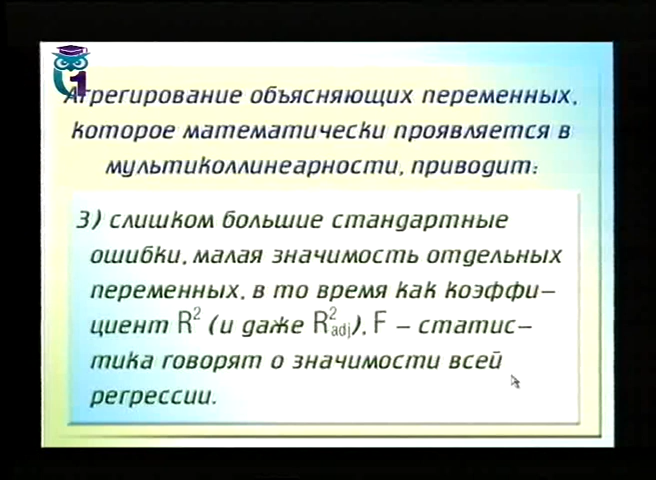 1
Агрегирование объясняющих переменных,
которое математически проявляется в
мультиколлинеарности, приводит:
3) слишком большие стандартные
ошибки, малая значимость отдельных
переменных, в то время как коэффи–
циент R² (и даже R²adj), F – статис–
тика говорят о значимости всей
регрессии.